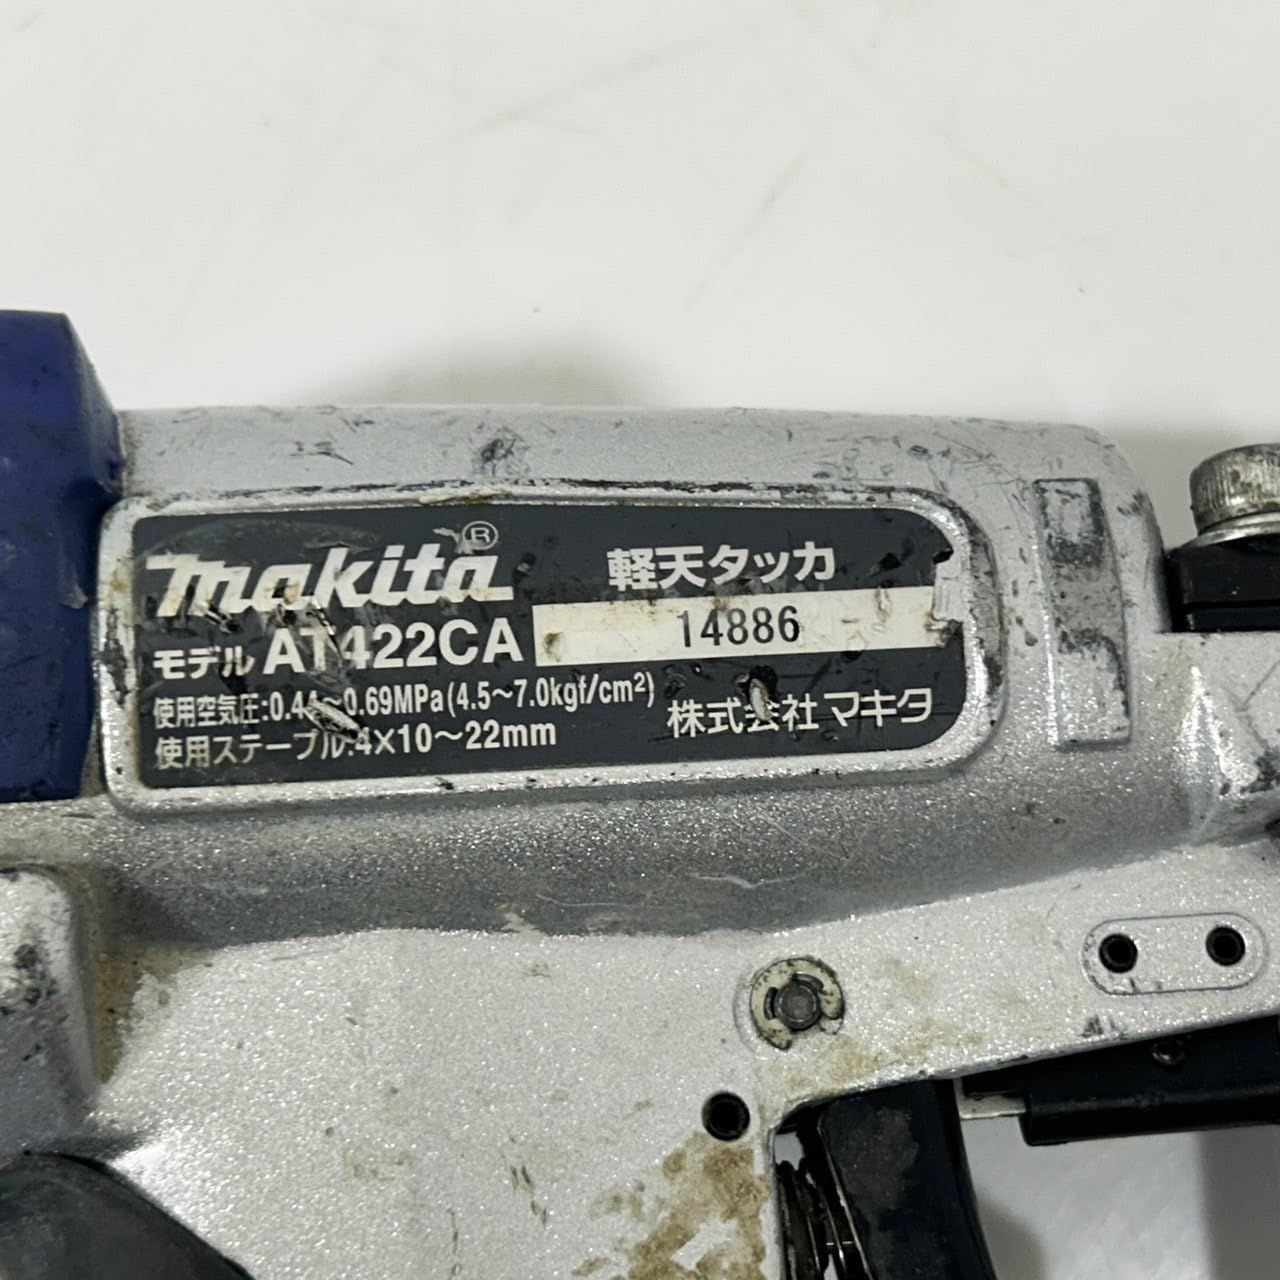 makita®
軽天タッカ
モデル AT422CA
14886
使用空気圧:0.44～0.69MPa(4.5～7.0kgf/cm²)
使用ステープル:4×10～22mm
株式会社マキタ